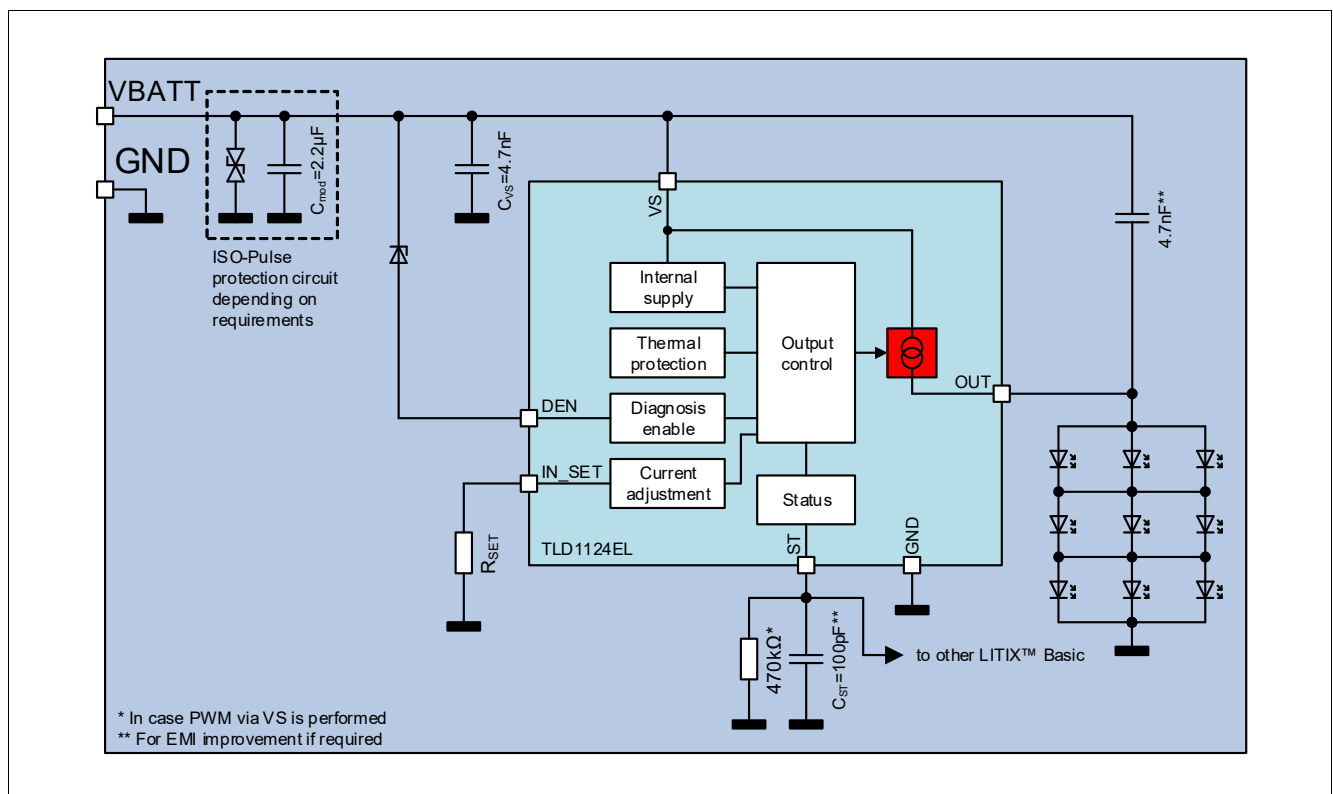 VBATT
GND
Cmod=2.2µF
ISO-Pulse
protection circuit
depending on
requirements
CVS=4.7nF
4.7nF**
VS
Internal
supply
Thermal
protection
Output
control
OUT
DEN
Diagnosis
enable
IN_SET
Current
adjustment
Status
RSET
TLD1124EL
ST
GND
470kΩ*
CST=100pF**
to other LITIX™ Basic
* In case PWM via VS is performed
** For EMI improvement if required